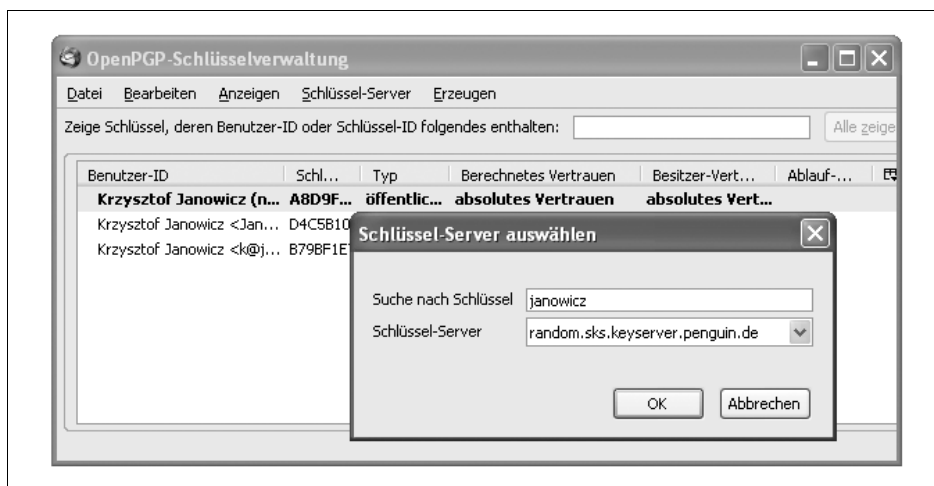 OpenPGP-Schlüsselverwaltung
Datei Bearbeiten Anzeigen Schlüssel-Server Erzeugen
Zeige Schlüssel, deren Benutzer-ID oder Schlüssel-ID folgendes enthalten: Alle zeige
Benutzer-ID Schl... Typ Berechnetes Vertrauen Besitzer-Vert... Ablauf-...
Krzysztof Janowicz (n... A8D9F... öffentlic... absolutes Vertrauen absolutes Vert...
Krzysztof Janowicz <Jan... D4C5B10
Krzysztof Janowicz <k@j... B79BF1E
Schlüssel-Server auswählen
Suche nach Schlüssel janowicz
Schlüssel-Server random.sks.keyserver.penguin.de
OK Abbrechen